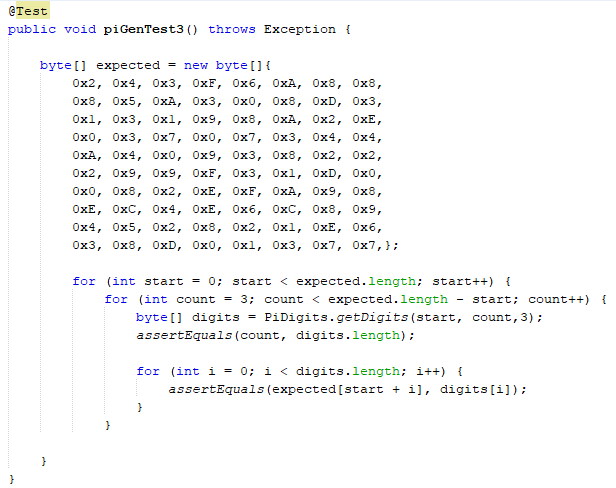 @Test
public void piGenTest3() throws Exception {
byte[] expected = new byte[]{
0x2, 0x4, 0x3, 0xF, 0x6, 0xA, 0x8, 0x8,
0x8, 0x5, 0xA, 0x3, 0x0, 0x8, 0xD, 0x3,
0x1, 0x3, 0x1, 0x9, 0x8, 0xA, 0x2, 0xE,
0x0, 0x3, 0x7, 0x0, 0x7, 0x3, 0x4, 0x4,
0xA, 0x4, 0x0, 0x9, 0x3, 0x8, 0x2, 0x2,
0x2, 0x9, 0x9, 0xF, 0x3, 0x1, 0xD, 0x0,
0x0, 0x8, 0x2, 0xE, 0xF, 0xA, 0x9, 0x8,
0xE, 0xC, 0x4, 0xE, 0x6, 0xC, 0x8, 0x9,
0x4, 0x5, 0x2, 0x8, 0x2, 0x1, 0xE, 0x6,
0x3, 0x8, 0xD, 0x0, 0x1, 0x3, 0x7, 0x7,};
for (int start = 0; start < expected.length; start++) {
for (int count = 3; count < expected.length - start; count++) {
byte[] digits = PiDigits.getDigits(start, count,3);
assertEquals(count, digits.length);
for (int i = 0; i < digits.length; i++) {
assertEquals(expected[start + i], digits[i]);
}
}
}
}